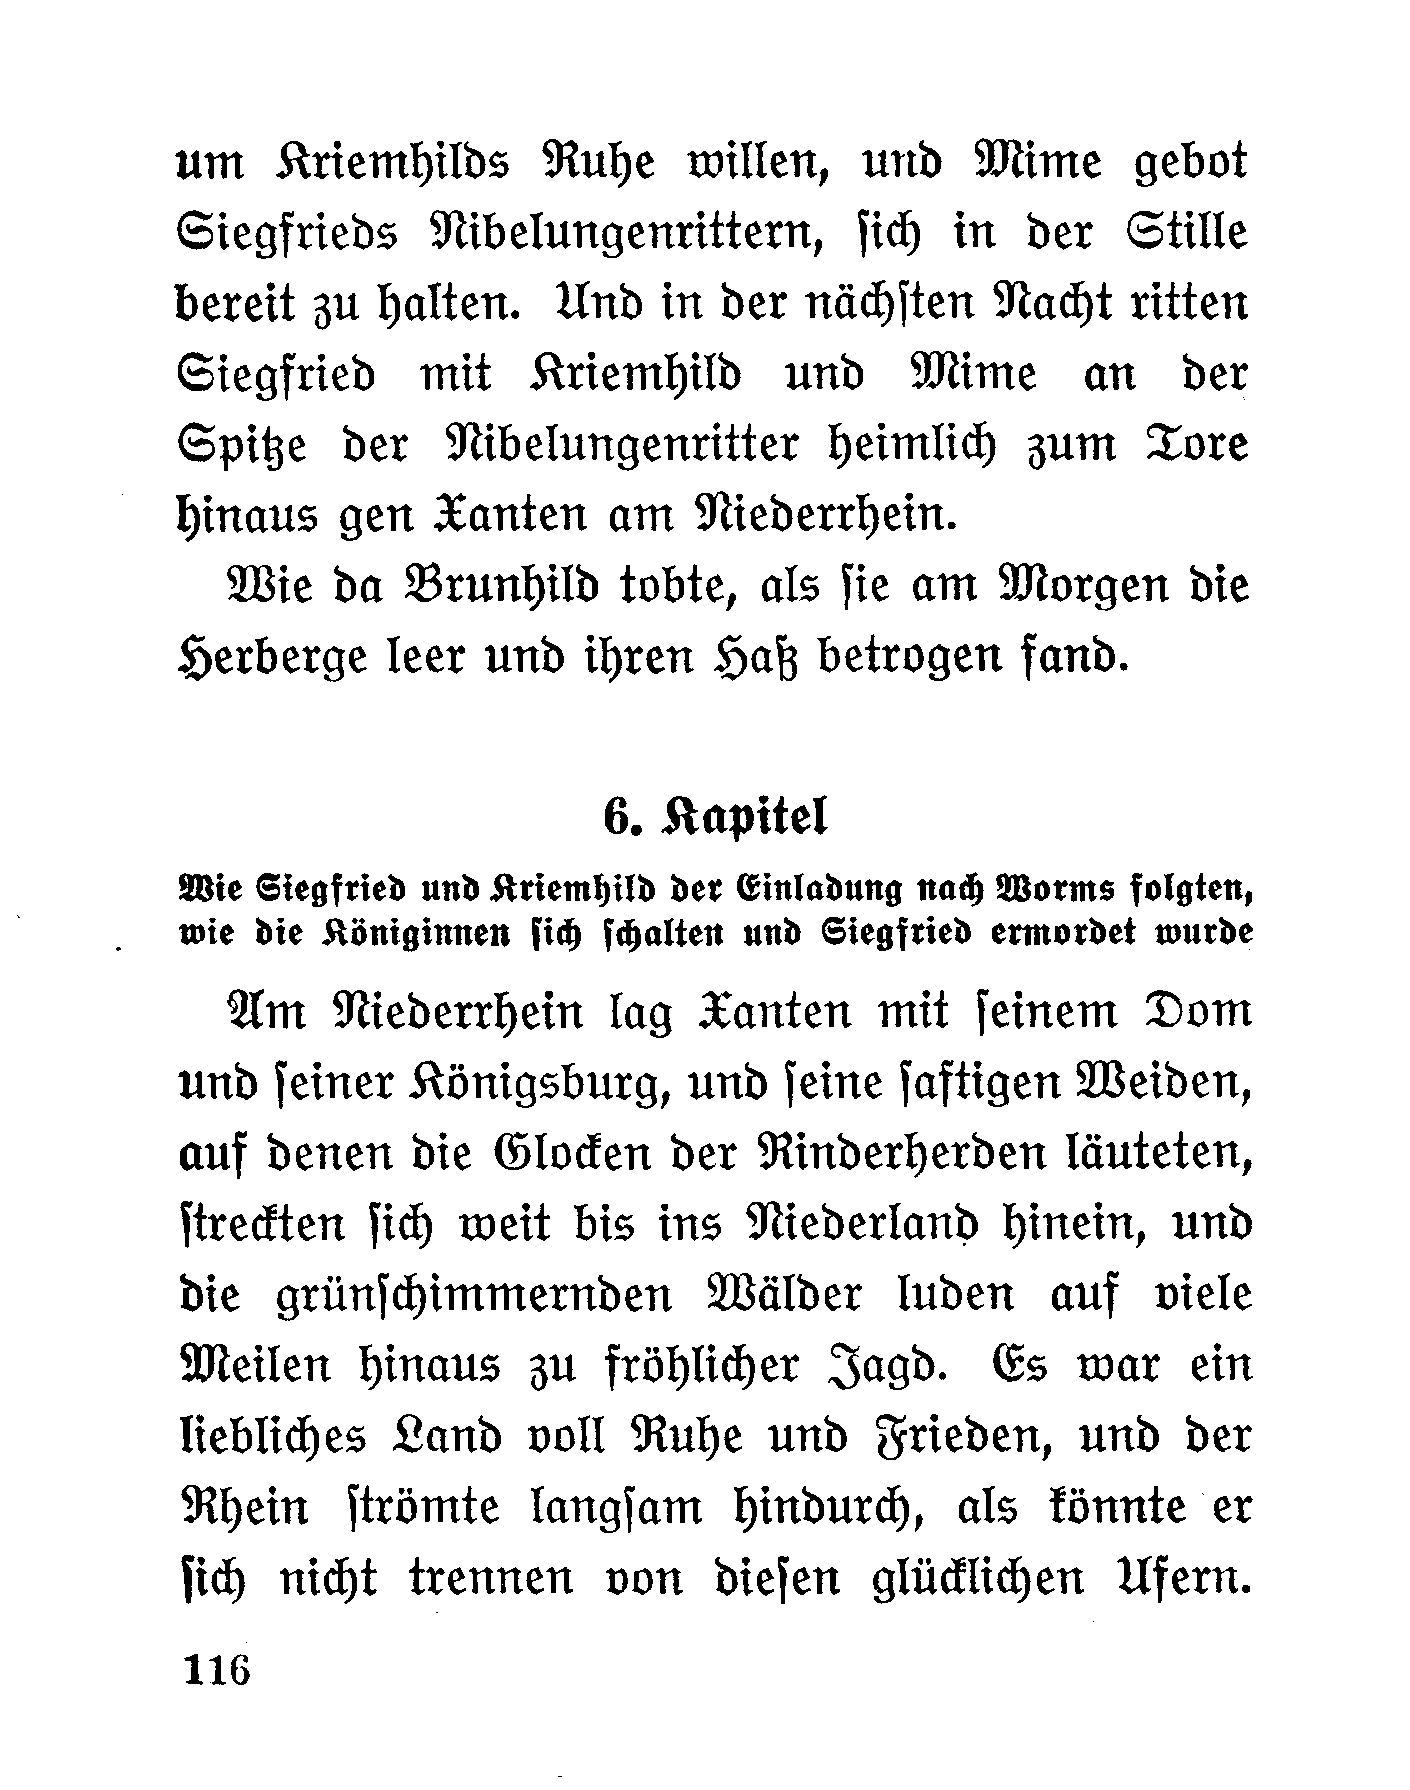 um Kriemhilds Ruhe willen, und Mime gebot
Siegfrieds Nibelungenrittern, ſich in der Stille
bereit zu halten. Und in der nächſten Nacht ritten
Siegfried mit Kriemhild und Mime an der
Spitze der Nibelungenritter heimlich zum Tore
hinaus gen Xanten am Niederrhein.
Wie da Brunhild tobte, als ſie am Morgen die
Herberge leer und ihren Haß betrogen fand.
6. Kapitel
Wie Siegfried und Kriemhild der Einladung nach Worms folgten,
wie die Königinnen ſich ſchalten und Siegfried ermordet wurde
Am Niederrhein lag Xanten mit ſeinem Dom
und ſeiner Königsburg, und ſeine ſaftigen Weiden,
auf denen die Glocken der Rinderherden läuteten,
ſtreckten ſich weit bis ins Niederland hinein, und
die grünſchimmernden Wälder luden auf viele
Meilen hinaus zu fröhlicher Jagd. Es war ein
liebliches Land voll Ruhe und Frieden, und der
Rhein ſtrömte langſam hindurch, als könnte er
ſich nicht trennen von dieſen glücklichen Ufern.
116